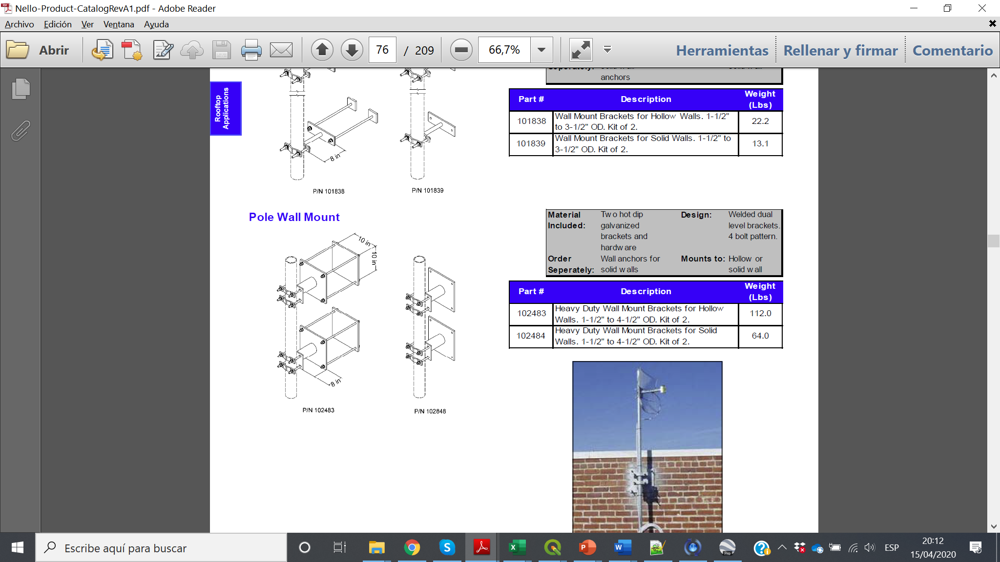 Nello-Product-CatalogRevA1.pdf - Adobe Reader
Archivo Edición Ver Ventana Ayuda
Abrir 76 / 209 66,7% Herramientas Rellenar y firmar Comentario
anchors
Rooftop
Applications
Part # Description Weight (Lbs)
101838 Wall Mount Brackets for Hollow Walls. 1-1/2"
to 3-1/2" OD. Kit of 2. 22.2
101839 Wall Mount Brackets for Solid Walls. 1-1/2" to
3-1/2" OD. Kit of 2. 13.1
8 in
P/N 101838
P/N 101839
Pole Wall Mount
Material Included: Two hot dip
galvanized
brackets and
hardware
Design: Welded dual
level brackets.
4 bolt pattern.
Order Seperately: Wall anchors for
solid walls
Mounts to: Hollow or
solid wall
10 in
10 in
8 in
P/N 102483
P/N 102848
Part # Description Weight (Lbs)
102483 Heavy Duty Wall Mount Brackets for Hollow
Walls. 1-1/2" to 4-1/2" OD. Kit of 2. 112.0
102484 Heavy Duty Wall Mount Brackets for Solid
Walls. 1-1/2" to 4-1/2" OD. Kit of 2. 64.0
Escribe aquí para buscar
Pro
ESP
20:12
15/04/2020